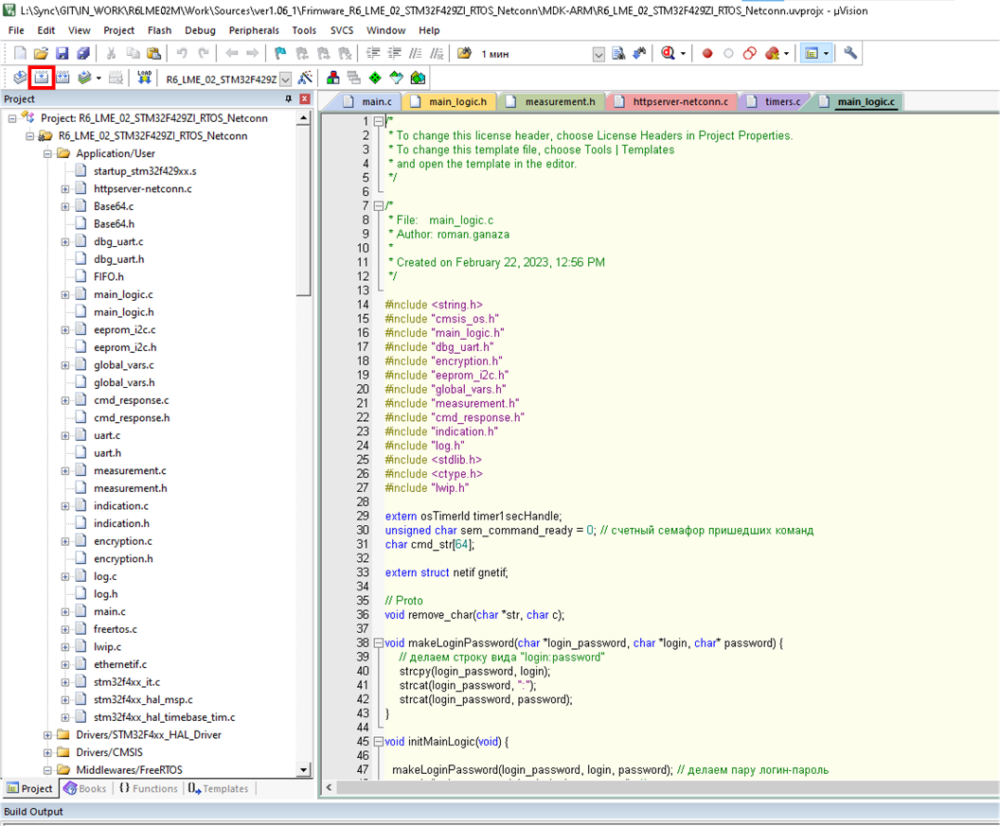 L:\Sync\GIT\IN_WORK\R6LME02M\Work\Sources\ver1.06_1\Frimware_R6_LME_02_STM32F429ZI_RTOS_Netconn\MDK-ARM\R6_LME_02_STM32F429ZI_RTOS_Netconn.uvprojx - µVision
File Edit View Project Flash Debug Peripherals Tools SVCS Window Help
1 мин
LOAD R6_LME_02_STM32F429Z
Project
main.c main_logic.h measurement.h httpserver-netconn.c timers.c main_logic.c
Project: R6_LME_02_STM32F429ZI_RTOS_Netconn
R6_LME_02_STM32F429ZI_RTOS_Netconn
Application/User
startup_stm32f429xx.s
httpserver-netconn.c
Base64.c
Base64.h
dbg_uart.c
dbg_uart.h
FIFO.h
main_logic.c
main_logic.h
eeprom_i2c.c
eeprom_i2c.h
global_vars.c
global_vars.h
cmd_response.c
cmd_response.h
uart.c
uart.h
measurement.c
measurement.h
indication.c
indication.h
encryption.c
encryption.h
log.c
log.h
main.c
freertos.c
lwip.c
ethernetif.c
stm32f4xx_it.c
stm32f4xx_hal_msp.c
stm32f4xx_hal_timebase_tim.c
Drivers/STM32F4xx_HAL_Driver
Drivers/CMSIS
Middlewares/FreeRTOS
Project Books {} Functions Templates
1 /*
2 * To change this license header, choose License Headers in Project Properties.
3 * To change this template file, choose Tools | Templates
4 * and open the template in the editor.
5 */
6
7 /*
8 * File: main_logic.c
9 * Author: roman.ganaza
10 *
11 * Created on February 22, 2023, 12:56 PM
12 */
13
14 #include <string.h>
15 #include "cmsis_os.h"
16 #include "main_logic.h"
17 #include "dbg_uart.h"
18 #include "encryption.h"
19 #include "eeprom_i2c.h"
20 #include "global_vars.h"
21 #include "measurement.h"
22 #include "cmd_response.h"
23 #include "indication.h"
24 #include "log.h"
25 #include <stdlib.h>
26 #include <ctype.h>
27 #include "lwip.h"
28
29 extern osTimerId timer1secHandle;
30 unsigned char sem_command_ready = 0; // счетный семафор пришедших команд
31 char cmd_str[64];
32
33 extern struct netif gnetif;
34
35 // Proto
36 void remove_char(char *str, char c);
37
38 void makeLoginPassword(char *login_password, char *login, char* password) {
39 // делаем строку вида "login:password"
40 strcpy(login_password, login);
41 strcat(login_password, ":");
42 strcat(login_password, password);
43 }
44
45 void initMainLogic(void) {
46
47 makeLoginPassword(login_password, login, password); // делаем пару логин-пароль
Build Output